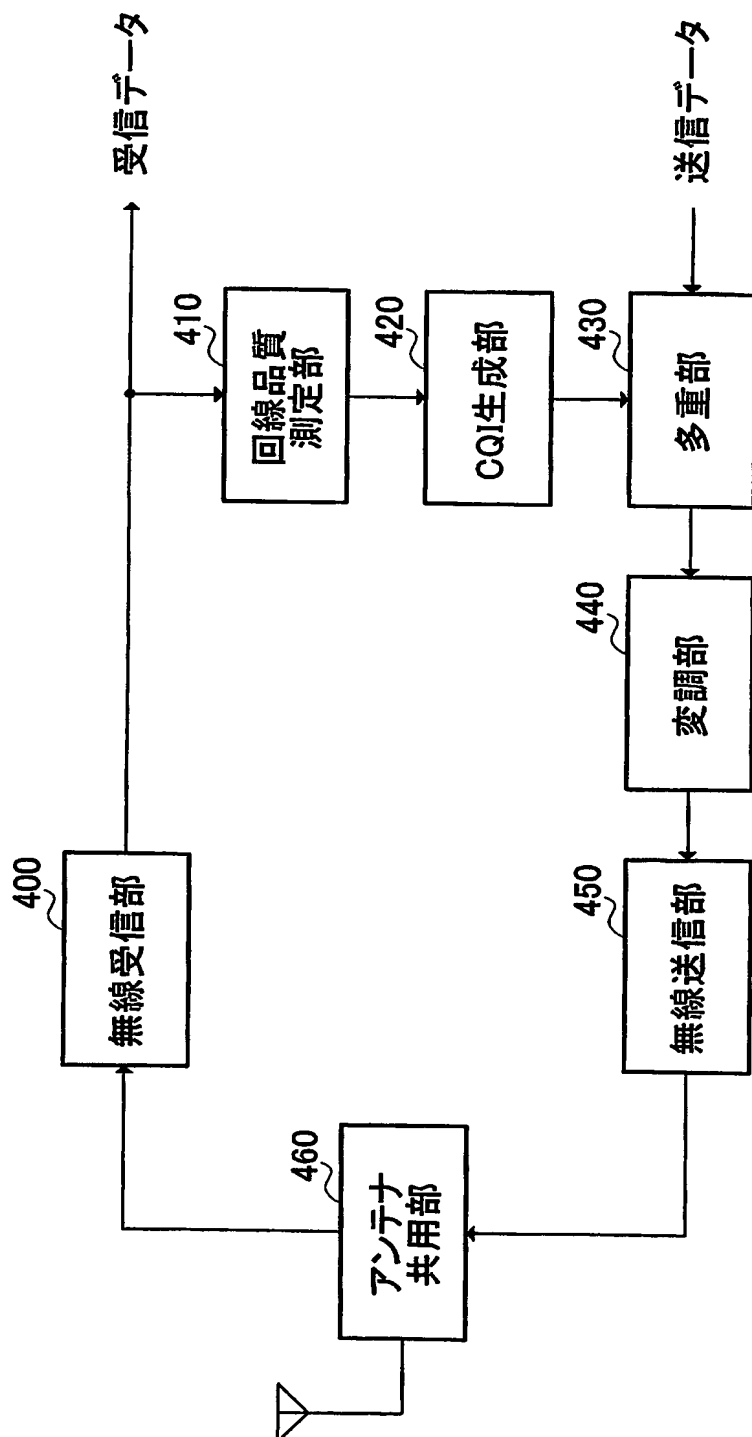 アンテナ
共用部
460
無線受信部
400
受信データ
回線品質
測定部
410
CQI生成部
420
多重部
430
送信データ
変調部
440
無線送信部
450